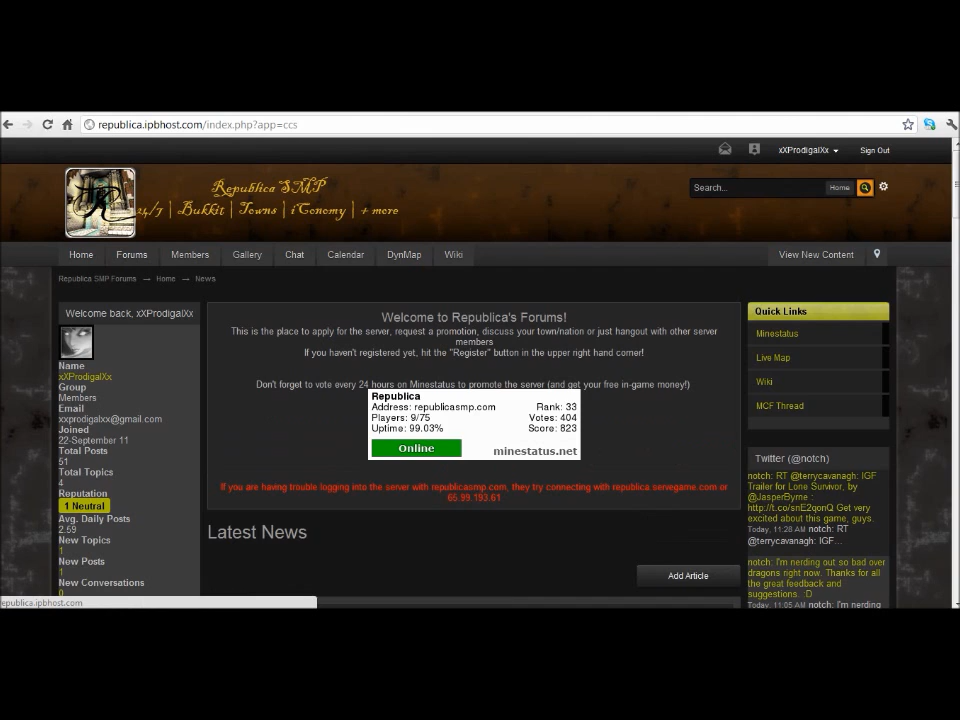 republica.ipbhost.com/index.php?app=ccs
xXProdigalXx
Sign Out
Republica SMP
24/7 | Bukkit | Towns | iConomy | + more
Search...
Home
Home
Forums
Members
Gallery
Chat
Calendar
DynMap
Wiki
View New Content
Republica SMP Forums → Home → News
Welcome back, xXProdigalXx
Name
xXProdigalXx
Group
Members
Email
xxprodigalxx@gmail.com
Joined
22-September 11
Total Posts
51
Total Topics
4
Reputation
1 Neutral
Avg. Daily Posts
2.59
New Topics
1
New Posts
1
New Conversations
0
Welcome to Republica's Forums!
This is the place to apply for the server, request a promotion, discuss your town/nation or just hangout with other server
members
If you haven't registered yet, hit the "Register" button in the upper right hand corner!
Don't forget to vote every 24 hours on Minestatus to promote the server (and get your free in-game money!)
Republica
Address: republicasmp.com Rank: 33
Players: 9/75 Votes: 404
Uptime: 99.03% Score: 823
Online minestatus.net
If you are having trouble logging into the server with republicasmp.com, they try connecting with republica.servegame.com or
65.99.193.61
Latest News
Add Article
Quick Links
Minestatus
Live Map
Wiki
MCF Thread
Twitter (@notch)
notch: RT @terrycavanagh: IGF
Trailer for Lone Survivor, by
@JasperByrne :
http://t.co/snE2qonQ Get very
excited about this game, guys.
Today, 11:28 AM notch: RT
@terrycavanagh: IGF...
notch: I'm nerding out so bad over
dragons right now. Thanks for all
the great feedback and
suggestions. :D
Today, 11:05 AM notch: I'm nerding
epublica.ipbhost.com